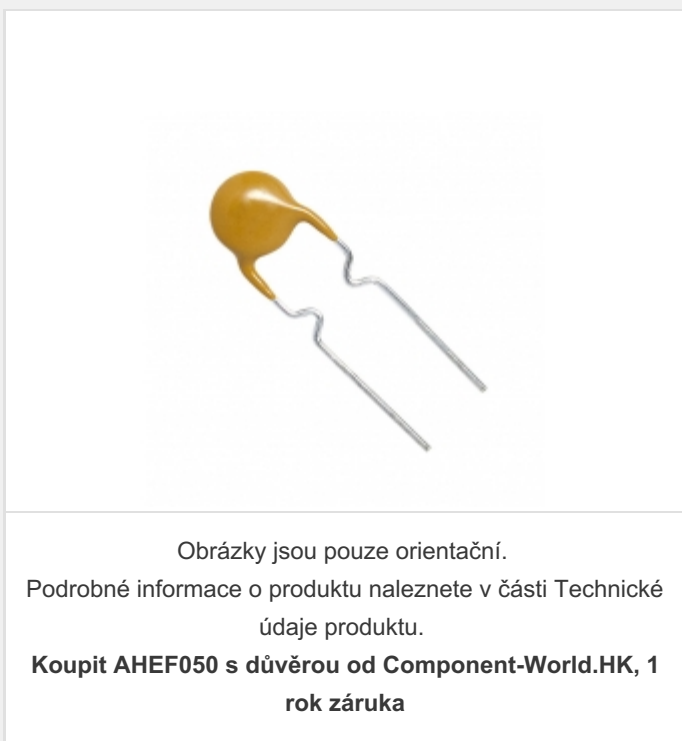 Obrázky jsou pouze orientační.
Podrobné informace o produktu naleznete v části Technické
údaje produktu.
Koupit AHEF050 s důvěrou od Component-World.HK, 1
rok záruka